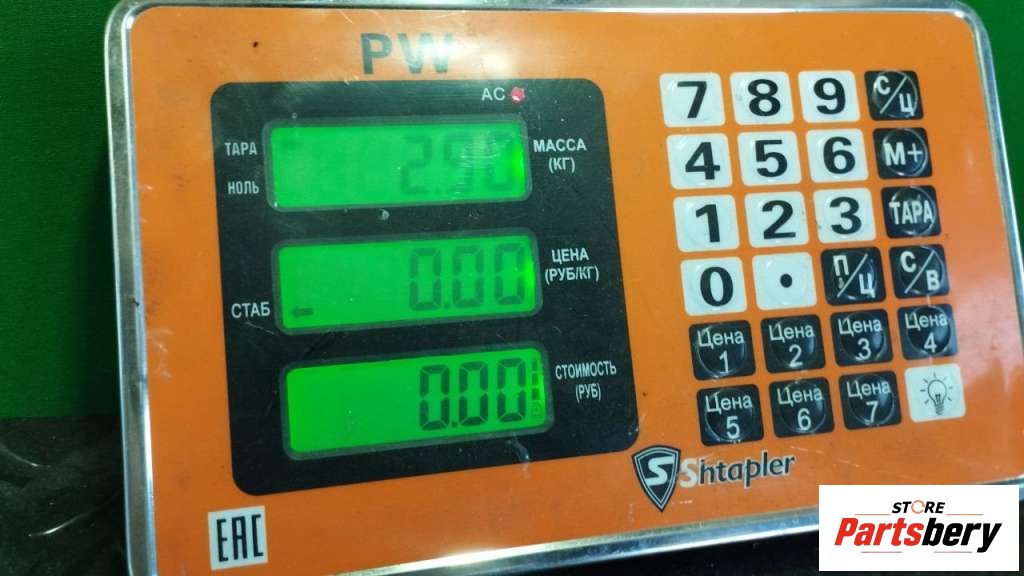 PW
AC
ТАРА
НОЛЬ
2.90
МАССА
(КГ)
СТАБ
0.00
ЦЕНА
(РУБ/КГ)
0.00
СТОИМОСТЬ
(РУБ)
7 8 9 С/Ц
4 5 6 М+
1 2 3 ТАРА
0 . П/Ц С/В
Цена 1 Цена 2 Цена 3 Цена 4
Цена 5 Цена 6 Цена 7
S Shtapler
EAC
STORE
Partsbery